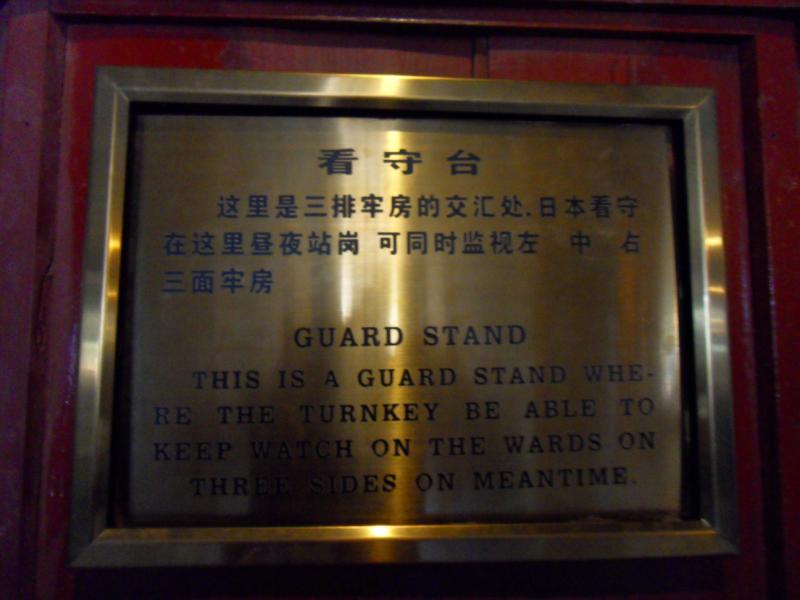 看守台
这里是三排牢房的交汇处.日本看守
在这里昼夜站岗 可同时监视左 中 右
三面牢房
GUARD STAND
THIS IS A GUARD STAND WHE-
RE THE TURNKEY BE ABLE TO
KEEP WATCH ON THE WARDS ON
THREE SIDES ON MEANTIME.